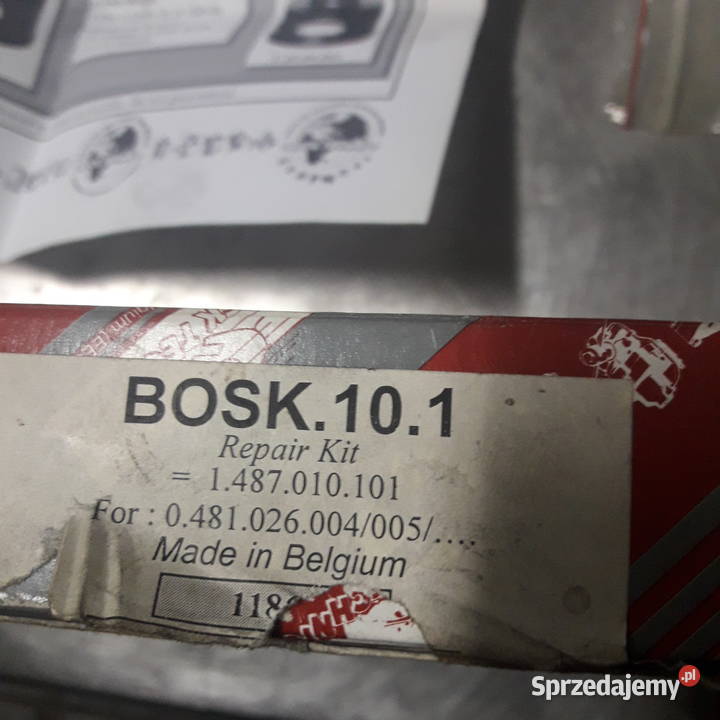 BOSK.10.1
Repair Kit
= 1.487.010.101
For : 0.481.026.004/005/....
Made in Belgium
118
Sprzedajemy.pl